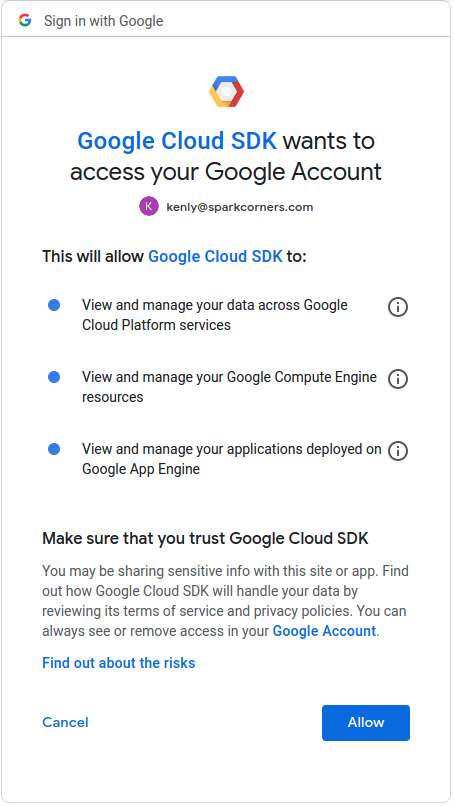 Sign in with Google
Google Cloud SDK wants to
access your Google Account
K kenly@sparkcorners.com
This will allow Google Cloud SDK to:
View and manage your data across Google
Cloud Platform services
View and manage your Google Compute Engine
resources
View and manage your applications deployed on
Google App Engine
Make sure that you trust Google Cloud SDK
You may be sharing sensitive info with this site or app. Find
out how Google Cloud SDK will handle your data by
reviewing its terms of service and privacy policies. You can
always see or remove access in your Google Account.
Find out about the risks
Cancel Allow